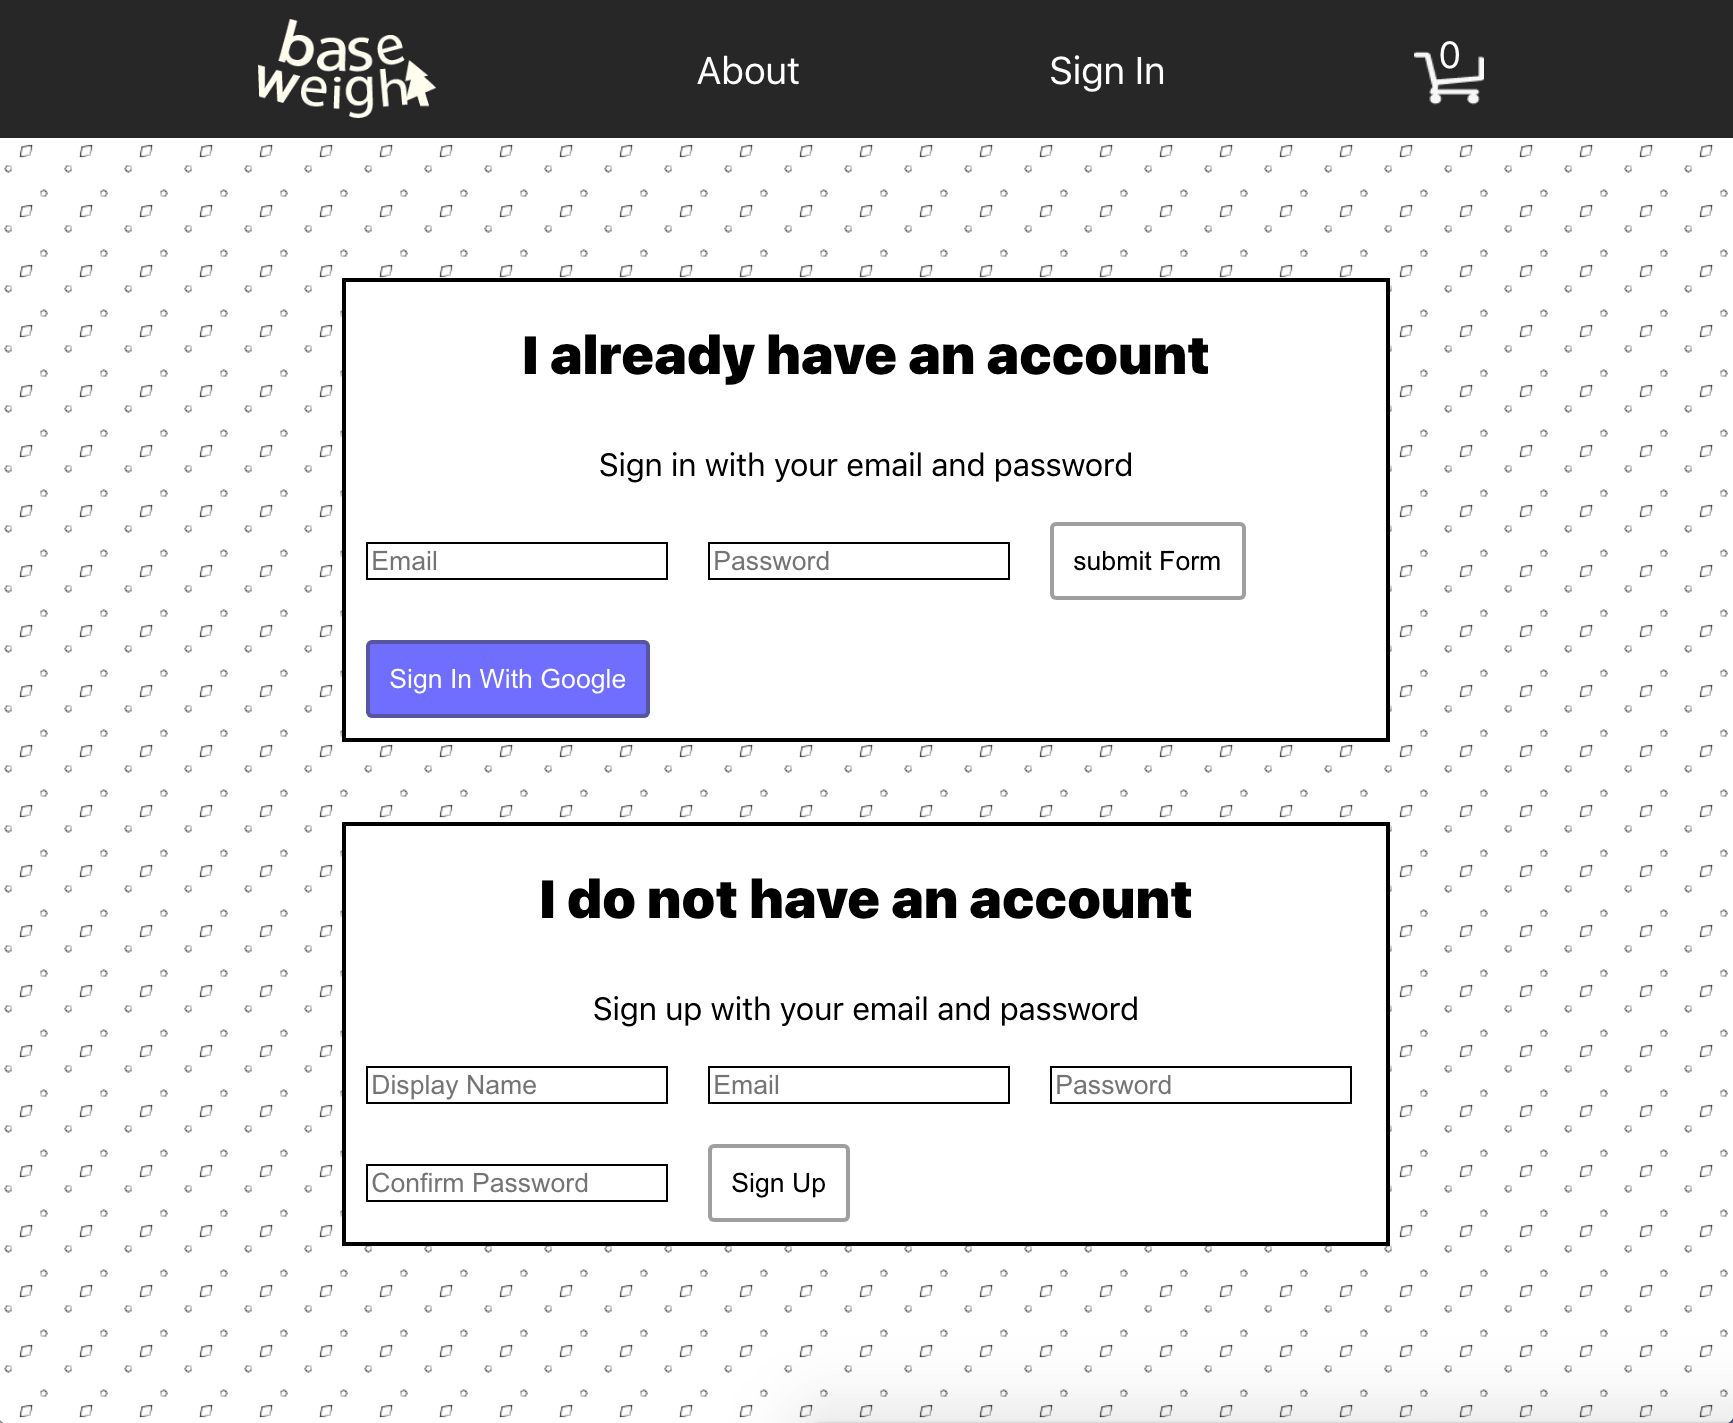 base
weight
About
Sign In
0
I already have an account
Sign in with your email and password
Email
Password
submit Form
Sign In With Google
I do not have an account
Sign up with your email and password
Display Name
Email
Password
Confirm Password
Sign Up